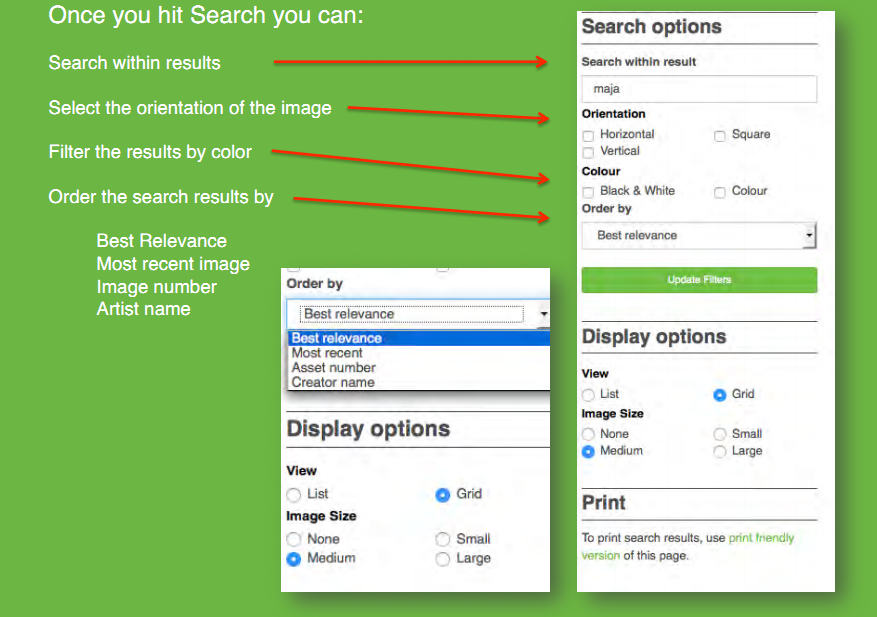 Once you hit Search you can:
Search within results
Select the orientation of the image
Filter the results by color
Order the search results by
Best Relevance
Most recent image
Image number
Artist name
Order by
Best relevance
Best relevance
Most recent
Asset number
Creator name
Display options
View
List Grid
Image Size
None Small
Medium Large
Search options
Search within result
maja
Orientation
Horizontal Square
Vertical
Colour
Black & White Colour
Order by
Best relevance
Update Filters
Display options
View
List Grid
Image Size
None Small
Medium Large
Print
To print search results, use print friendly
version of this page.